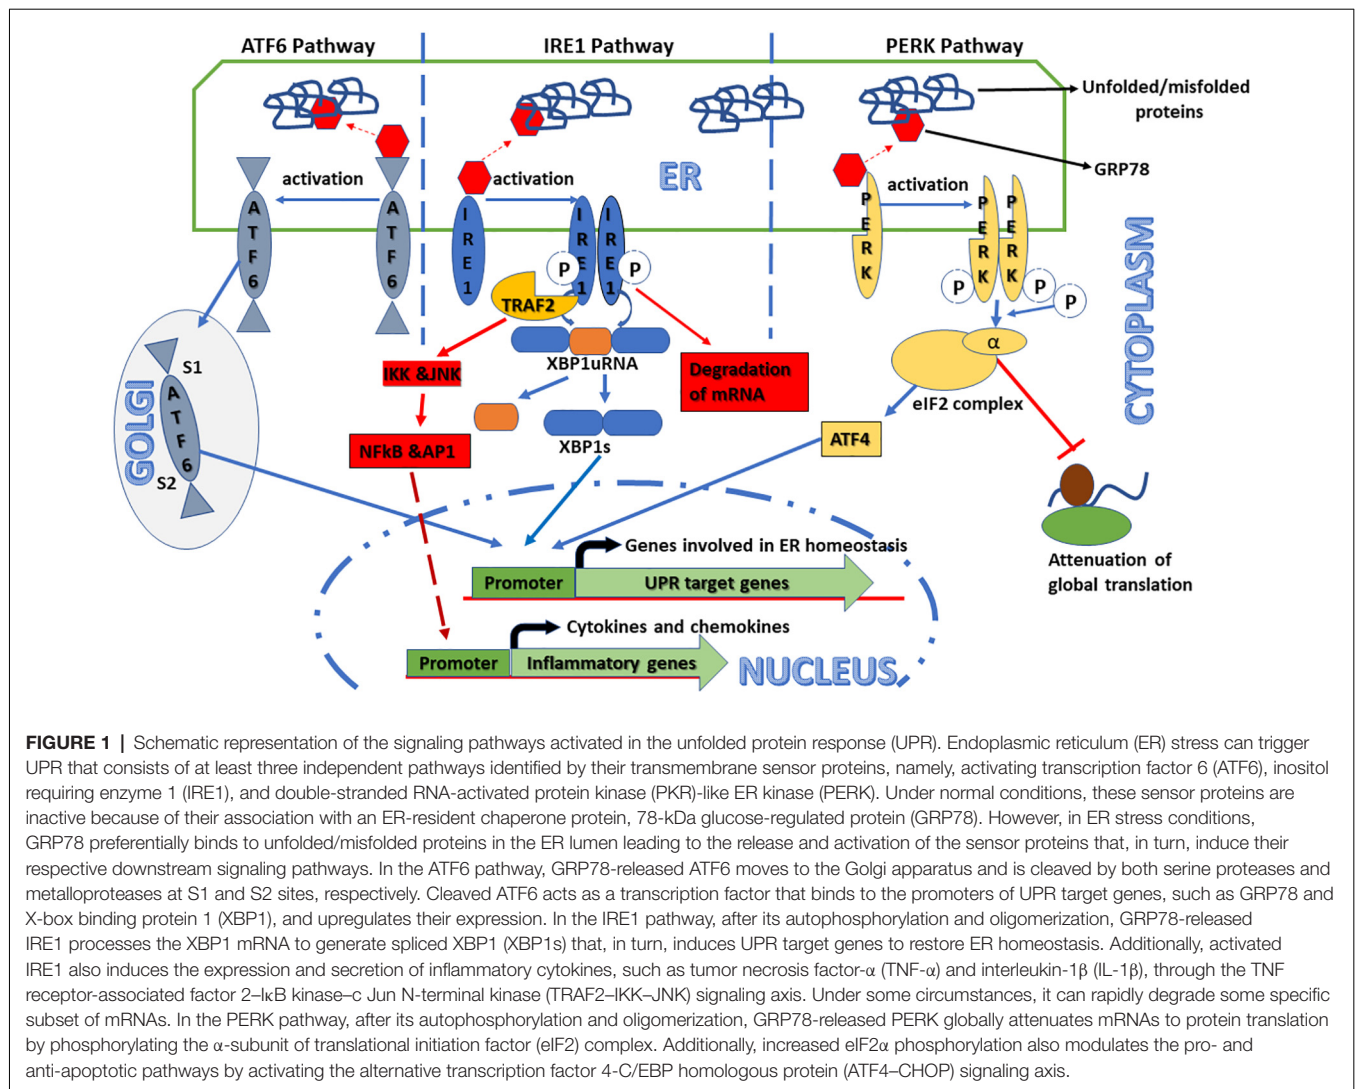 ATF6 Pathway
IRE1 Pathway
PERK Pathway
Unfolded/misfolded
proteins
GRP78
ER
activation
activation
activation
ATF6
ATF6
IRE1
IRE1
IRE1
PERK
PERK
PERK
P
P
P
P
P
TRAF2
CYTOPLASM
GOLGI
S1
ATF6
S2
IKK &JNK
NFkB &AP1
XBP1uRNA
XBP1s
Degradation
of mRNA
α
eIF2 complex
ATF4
Attenuation of
global translation
Genes involved in ER homeostasis
Promoter
UPR target genes
Cytokines and chemokines
Promoter
Inflammatory genes
NUCLEUS
FIGURE 1 | Schematic representation of the signaling pathways activated in the unfolded protein response (UPR). Endoplasmic reticulum (ER) stress can trigger
UPR that consists of at least three independent pathways identified by their transmembrane sensor proteins, namely, activating transcription factor 6 (ATF6), inositol
requiring enzyme 1 (IRE1), and double-stranded RNA-activated protein kinase (PKR)-like ER kinase (PERK). Under normal conditions, these sensor proteins are
inactive because of their association with an ER-resident chaperone protein, 78-kDa glucose-regulated protein (GRP78). However, in ER stress conditions,
GRP78 preferentially binds to unfolded/misfolded proteins in the ER lumen leading to the release and activation of the sensor proteins that, in turn, induce their
respective downstream signaling pathways. In the ATF6 pathway, GRP78-released ATF6 moves to the Golgi apparatus and is cleaved by both serine proteases and
metalloproteases at S1 and S2 sites, respectively. Cleaved ATF6 acts as a transcription factor that binds to the promoters of UPR target genes, such as GRP78 and
X-box binding protein 1 (XBP1), and upregulates their expression. In the IRE1 pathway, after its autophosphorylation and oligomerization, GRP78-released
IRE1 processes the XBP1 mRNA to generate spliced XBP1 (XBP1s) that, in turn, induces UPR target genes to restore ER homeostasis. Additionally, activated
IRE1 also induces the expression and secretion of inflammatory cytokines, such as tumor necrosis factor-α (TNF-α) and interleukin-1β (IL-1β), through the TNF
receptor-associated factor 2–IκB kinase–c Jun N-terminal kinase (TRAF2–IKK–JNK) signaling axis. Under some circumstances, it can rapidly degrade some specific
subset of mRNAs. In the PERK pathway, after its autophosphorylation and oligomerization, GRP78-released PERK globally attenuates mRNAs to protein translation
by phosphorylating the α-subunit of translational initiation factor (eIF2) complex. Additionally, increased eIF2α phosphorylation also modulates the pro- and
anti-apoptotic pathways by activating the alternative transcription factor 4-C/EBP homologous protein (ATF4–CHOP) signaling axis.